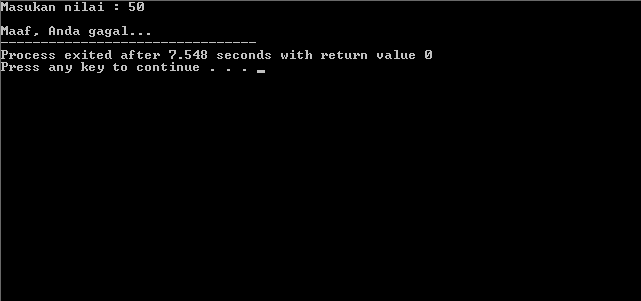 Masukan nilai : 50
Maaf, Anda gagal...
--------------------------------
Process exited after 7.548 seconds with return value 0
Press any key to continue . . .